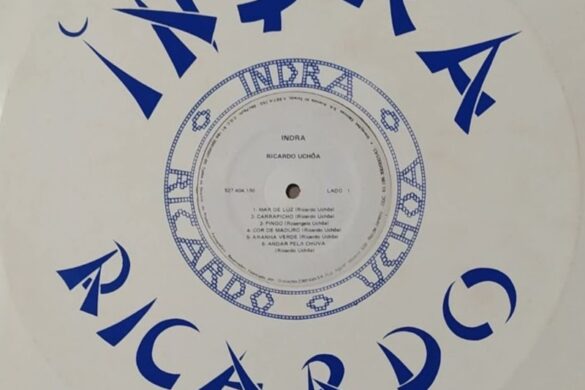 INDRA
INDRA
UCHÔA
RICARDO
INDRA
RICARDO UCHÔA
LADO 1
1- MAR DE LUZ (Ricardo Uchôa)
2- CARRAPICHO (Ricardo Uchôa)
3- PINGO (Rosangela Uchôa)
4- COR DE MADURO (Ricardo Uchôa)
5- ARANHA VERDE (Ricardo Uchôa)
6- ANDAR PELA CHUVA
(Ricardo Uchôa)
RICARDO